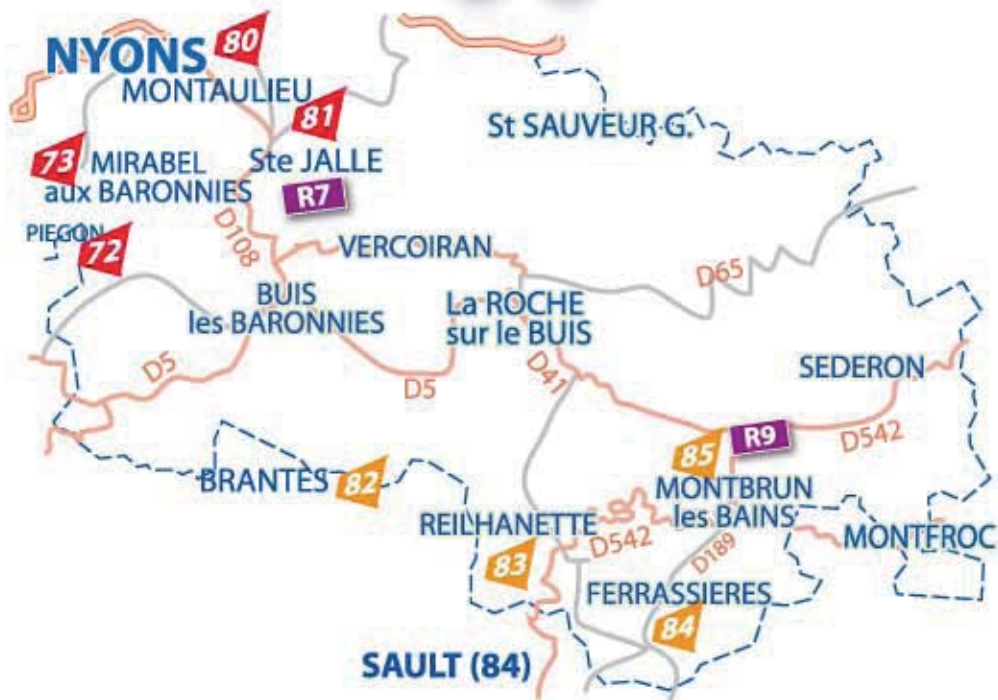 80
NYONS
MONTAULIEU
81
St SAUVEUR G.
73
MIRABEL
aux BARONNIES
Ste JALLE
R7
PIEGON
72
D108
VERCOIRAN
D65
BUIS
les BARONNIES
La ROCHE
sur le BUIS
D5
D5
D41
SEDERON
85
R9
D542
BRANTES
82
MONTBRUN
les BAINS
REILHANETTE
D542
D189
MONTFROC
83
FERRASSIERES
84
SAULT (84)